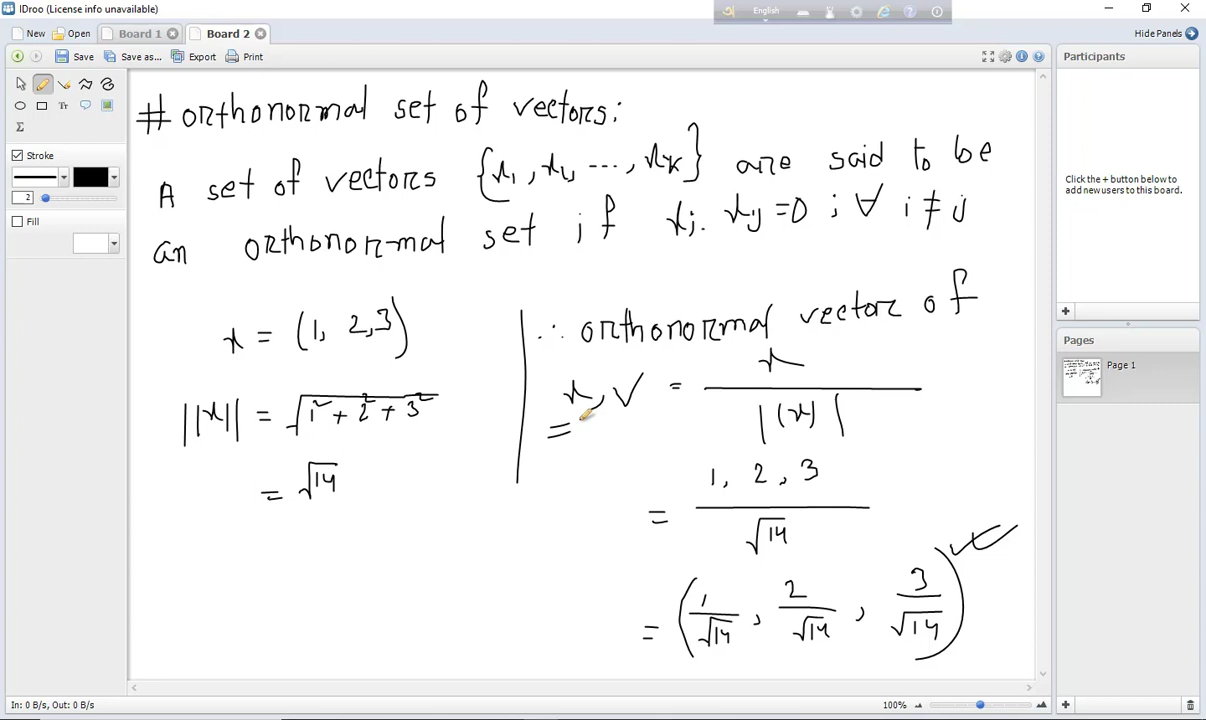 IDroo (License info unavailable)
English
New Open Board 1 Board 2 Hide Panels
Save Save as... Export Print
Participants
Click the + button below to
add new users to this board.
Tr
Σ
Stroke
2
Fill
Pages
Page 1
# orthonormal set of vectors:
A set of vectors {x₁, x₂, ..., xₖ} are said to be
an orthonormal set if xᵢ. xⱼ =0 ; ∀ i ≠ j
x = (1, 2, 3)
||x|| = √1² + 2² + 3²
= √14
∴ orthonormal vector of
x, v = x / |(x)|
=
= 1, 2, 3 / √14
= (1/√14, 2/√14, 3/√14)
In: 0 B/s, Out: 0 B/s 100%